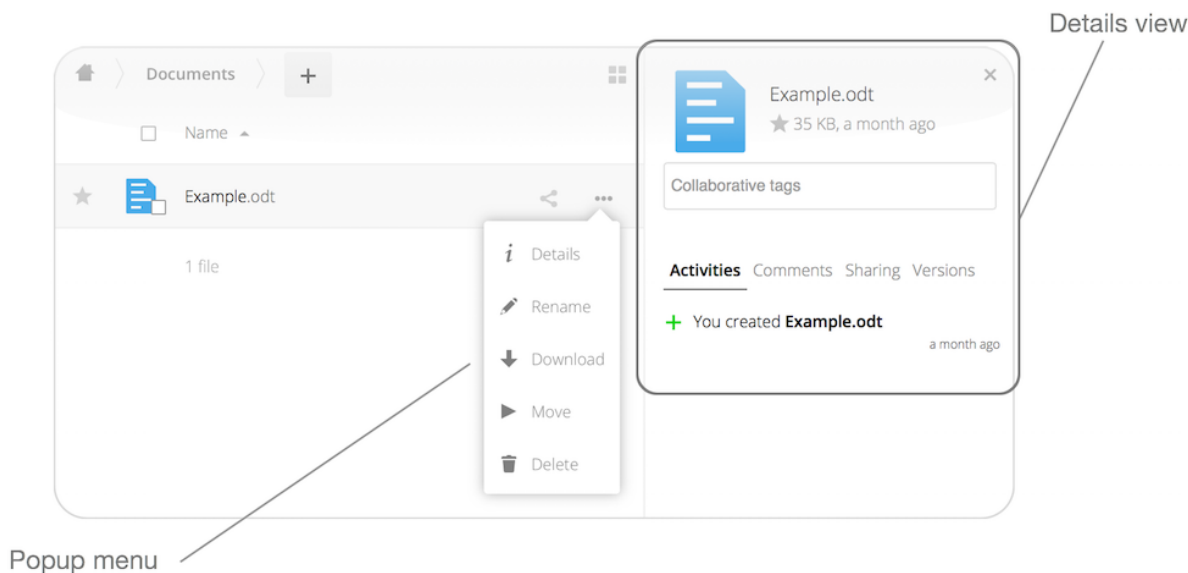 Details view
Documents
+
Name
Example.odt
35 KB, a month ago
Collaborative tags
Example.odt
1 file
i Details
Rename
Download
Move
Delete
Activities Comments Sharing Versions
+ You created Example.odt
a month ago
Popup menu